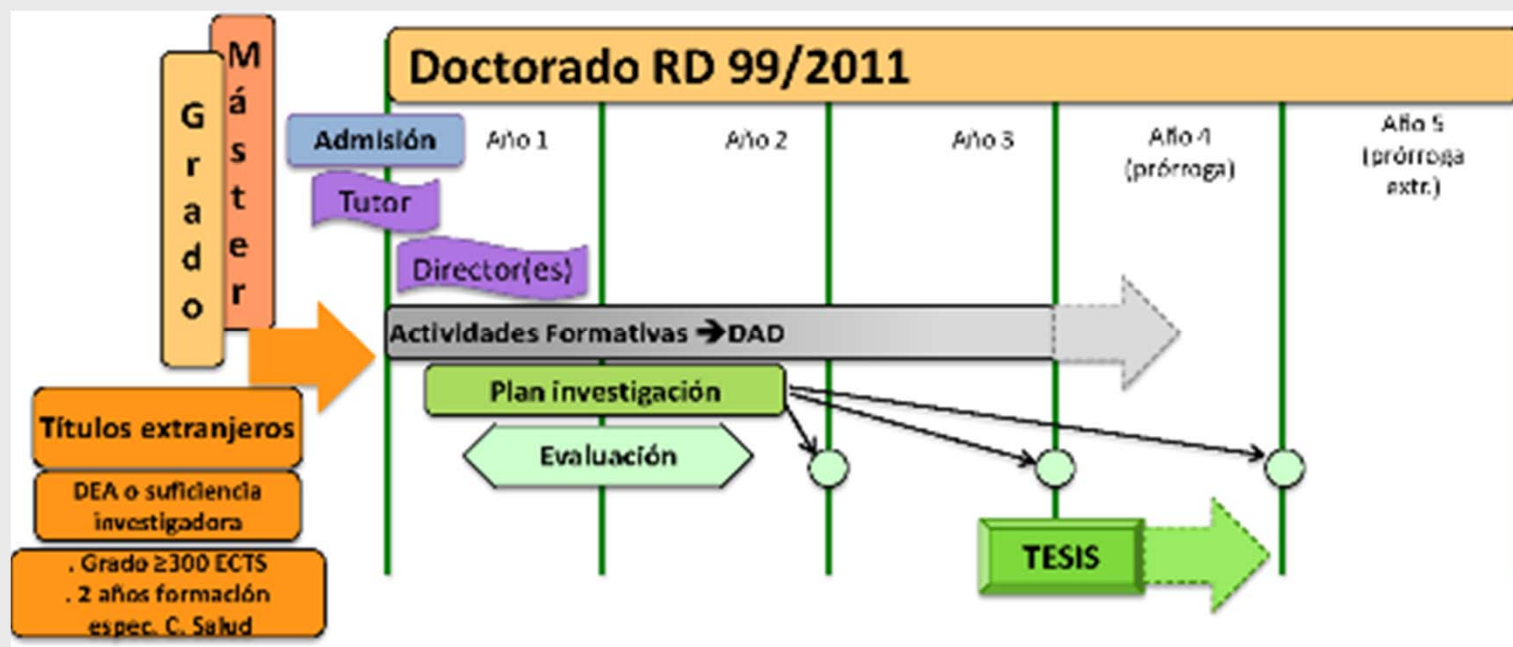 Grado
Máster
Doctorado RD 99/2011
Admisión
Año 1
Año 2
Año 3
Año 4
(prórroga)
Año 5
(prórroga
extr.)
Tutor
Director(es)
Actividades Formativas ➔DAD
Plan investigación
Evaluación
Títulos extranjeros
DEA o suficiencia
investigadora
. Grado ≥300 ECTS
. 2 años formación
espec. C. Salud
TESIS